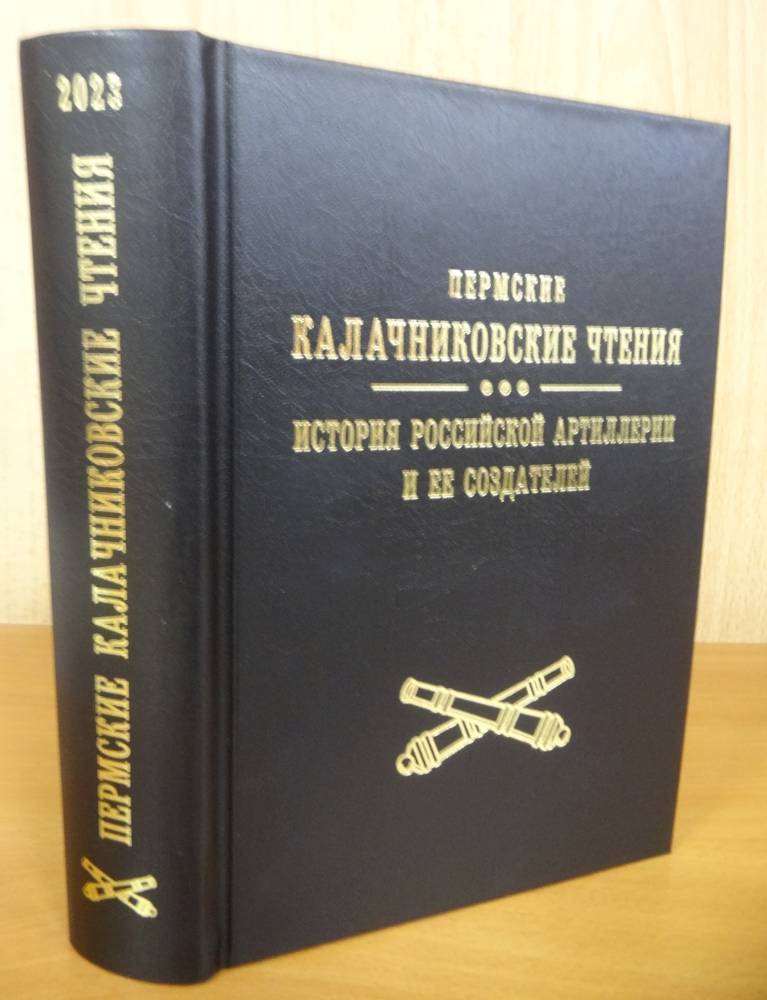 2023
ПЕРМСКИЕ КАЛАЧНИКОВСКИЕ ЧТЕНИЯ
ПЕРМСКИЕ
КАЛАЧНИКОВСКИЕ ЧТЕНИЯ
ИСТОРИЯ РОССИЙСКОЙ АРТИЛЛЕРИИ
И ЕЕ СОЗДАТЕЛЕЙ